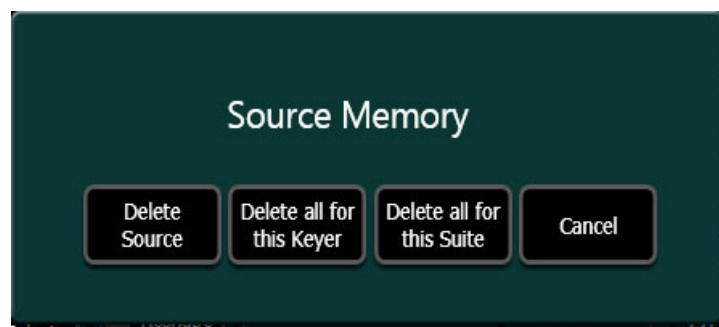 Source Memory
Delete
Source
Delete all for
this Keyer
Delete all for
this Suite
Cancel